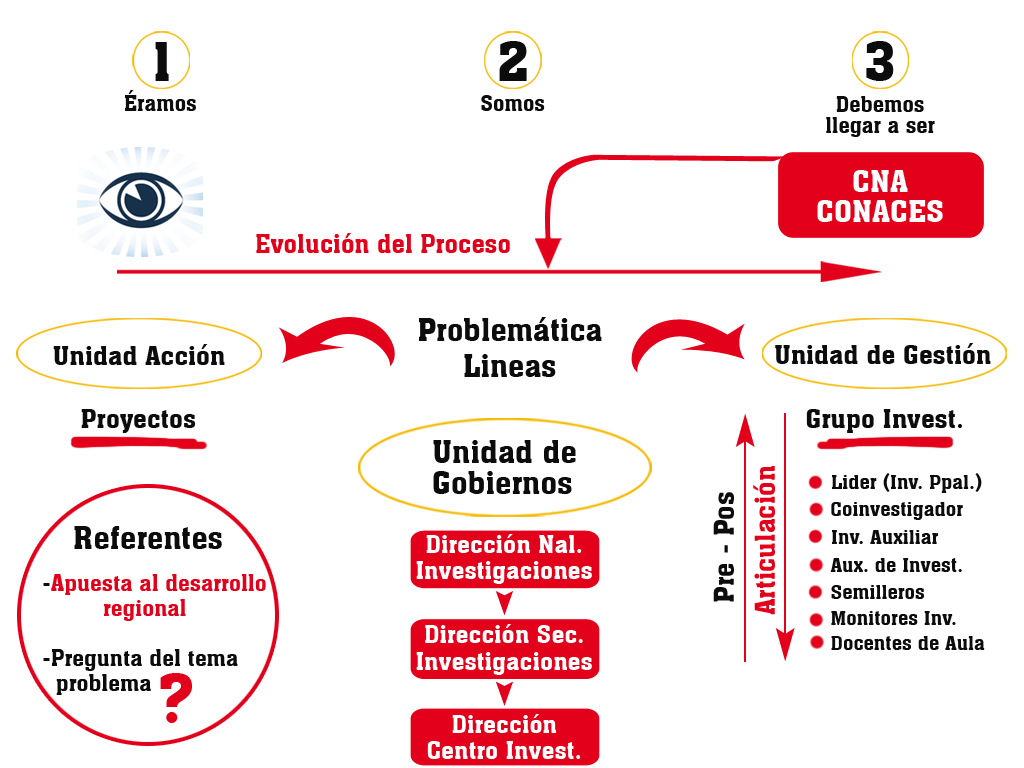 1
Éramos
2
Somos
3
Debemos
llegar a ser
CNA
CONACES
Evolución del Proceso
Unidad Acción
Problemática
Lineas
Unidad de Gestión
Proyectos
Referentes
-Apuesta al desarrollo
regional
-Pregunta del tema
problema ?
Unidad de
Gobiernos
Dirección Nal.
Investigaciones
Dirección Sec.
Investigaciones
Dirección
Centro Invest.
Pre - Pos
Articulación
Grupo Invest.
Lider (Inv. Ppal.)
Coinvestigador
Inv. Auxiliar
Aux. de Invest.
Semilleros
Monitores Inv.
Docentes de Aula